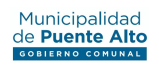 Municipalidad
de Puente Alto
GOBIERNO COMUNAL